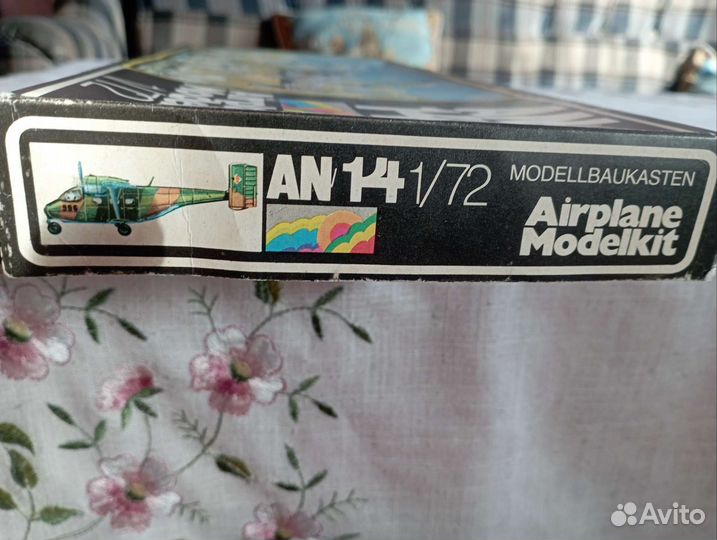 AN 14 1/72
MODELLBAUKASTEN
Airplane
Modelkit
Avito